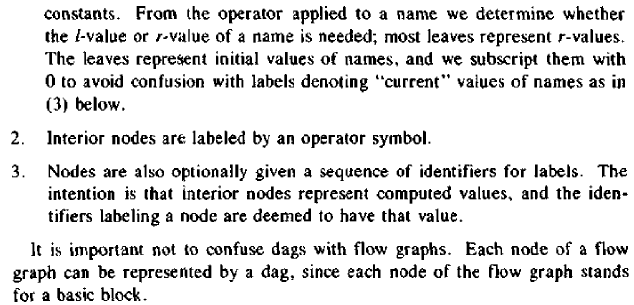 constants. From the operator applied to a name we determine whether
the l-value or r-value of a name is needed; most leaves represent r-values.
The leaves represent initial values of names, and we subscript them with
0 to avoid confusion with labels denoting "current" values of names as in
(3) below.
2. Interior nodes are labeled by an operator symbol.
3. Nodes are also optionally given a sequence of identifiers for labels. The
intention is that interior nodes represent computed values, and the iden-
tifiers labeling a node are deemed to have that value.
It is important not to confuse dags with flow graphs. Each node of a flow
graph can be represented by a dag, since each node of the flow graph stands
for a basic block.